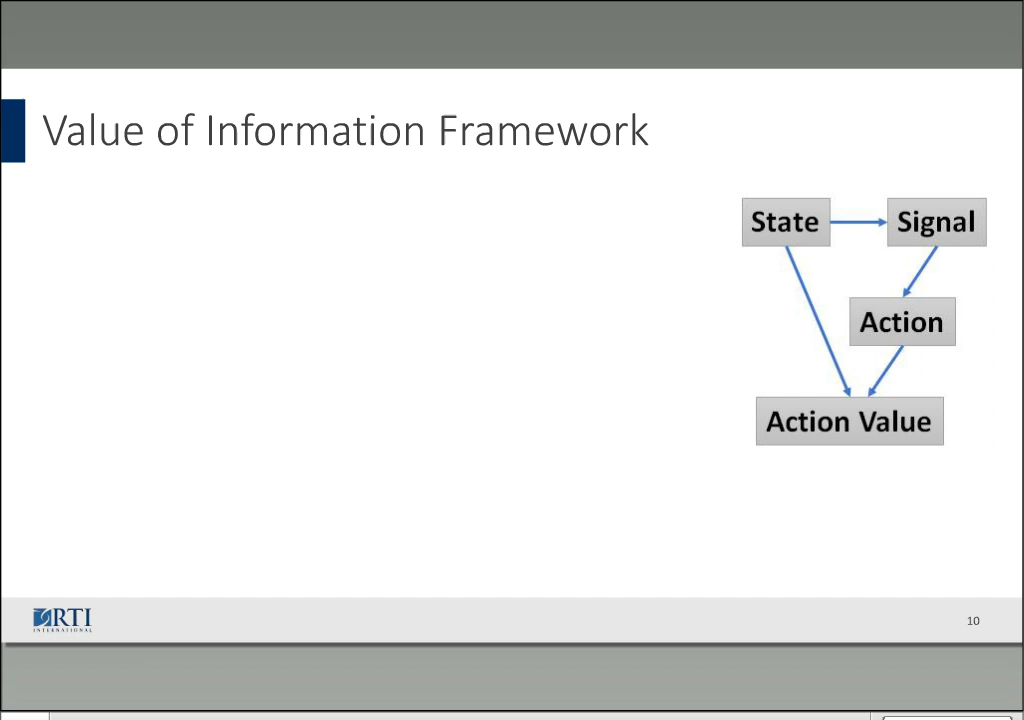 Value of Information Framework
State
Signal
Action
Action Value
RTI
INTERNATIONAL
10